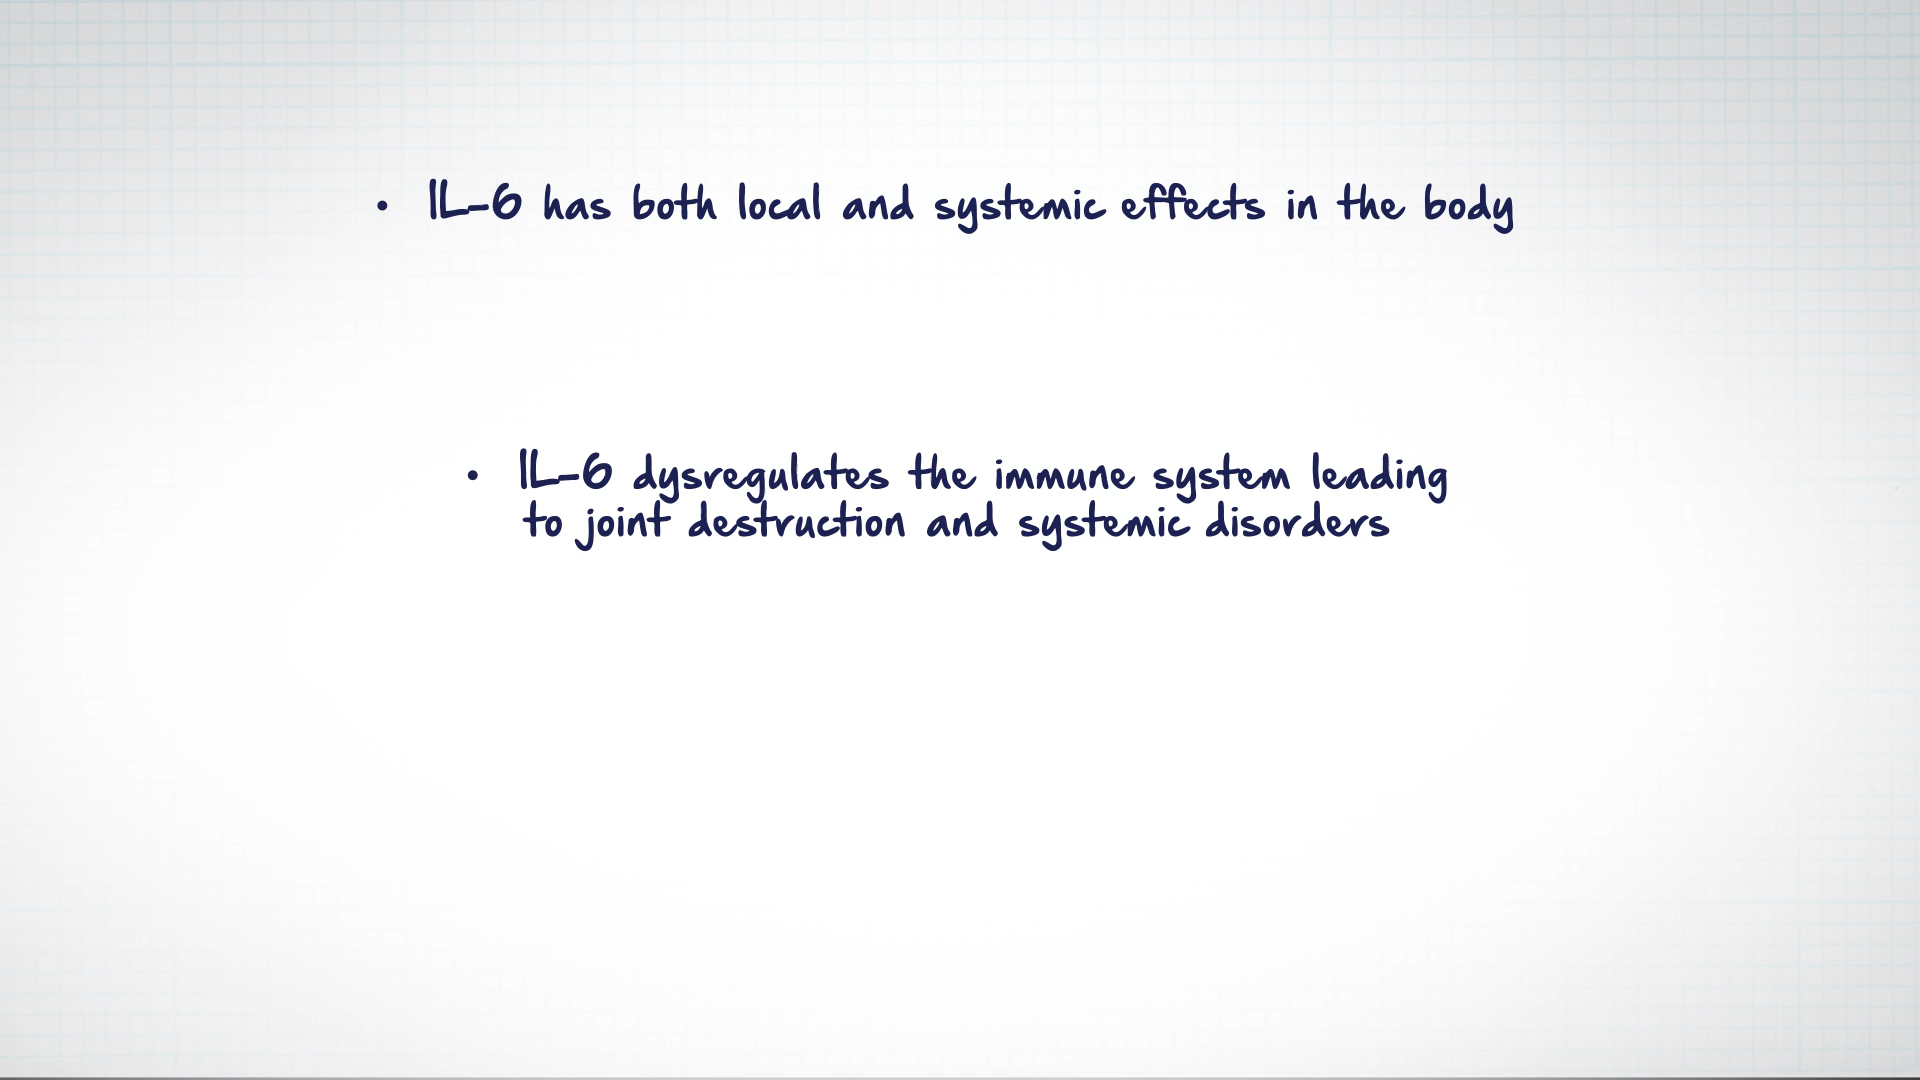 • IL-6 has both local and systemic effects in the body
• IL-6 dysregulates the immune system leading
to joint destruction and systemic disorders